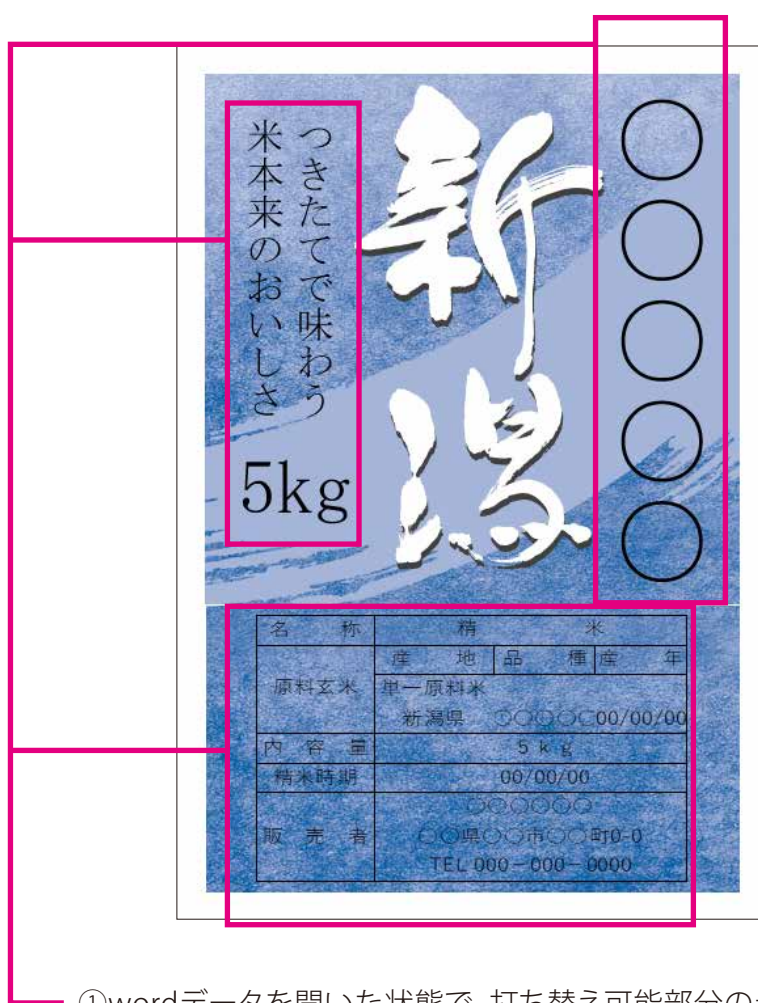 ○○○○○
新潟
つきたてで味わう
米本来のおいしさ
5kg
名称 精米
原料玄米 産地 品種 産年
単一原料米
新潟県 ○○○○○00/00/00
内容量 5kg
精米時期 00/00/00
販売者 ○○○○○○
○○県○○市○○町0-0
TEL 000-000-0000
①wordデータを開いた状態で、打ち替え可能部分の